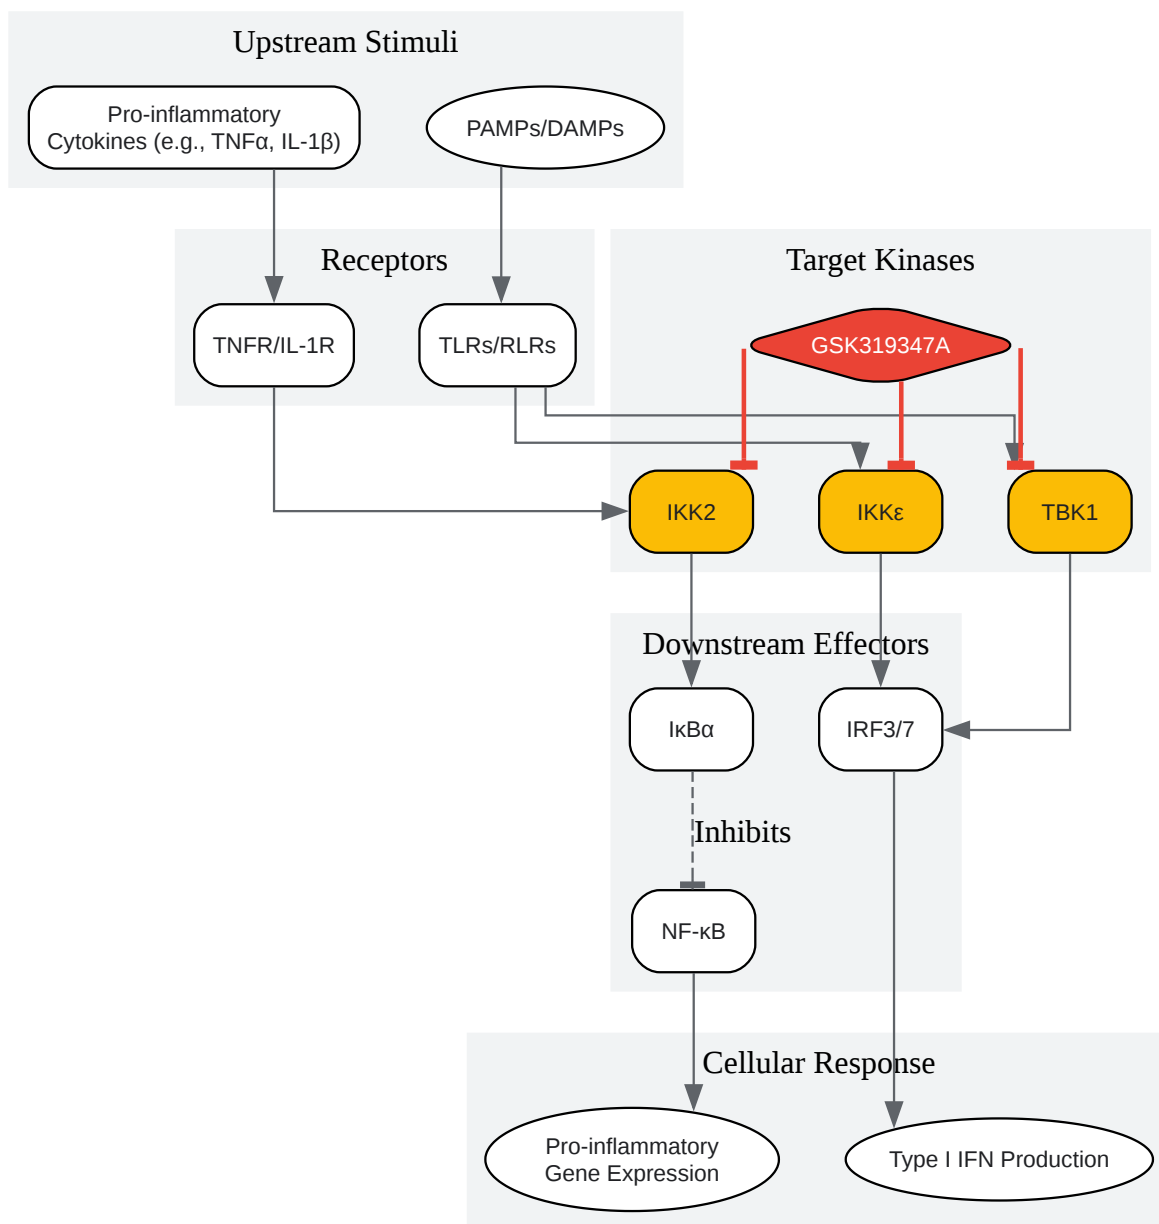 Upstream Stimuli
Pro-inflammatory
Cytokines (e.g., TNFα, IL-1β)
PAMPs/DAMPs
Receptors
Target Kinases
TNFR/IL-1R
TLRs/RLRs
GSK319347A
IKK2
IKKε
TBK1
Downstream Effectors
IκBα
IRF3/7
Inhibits
NF-κB
Cellular Response
Pro-inflammatory
Gene Expression
Type I IFN Production